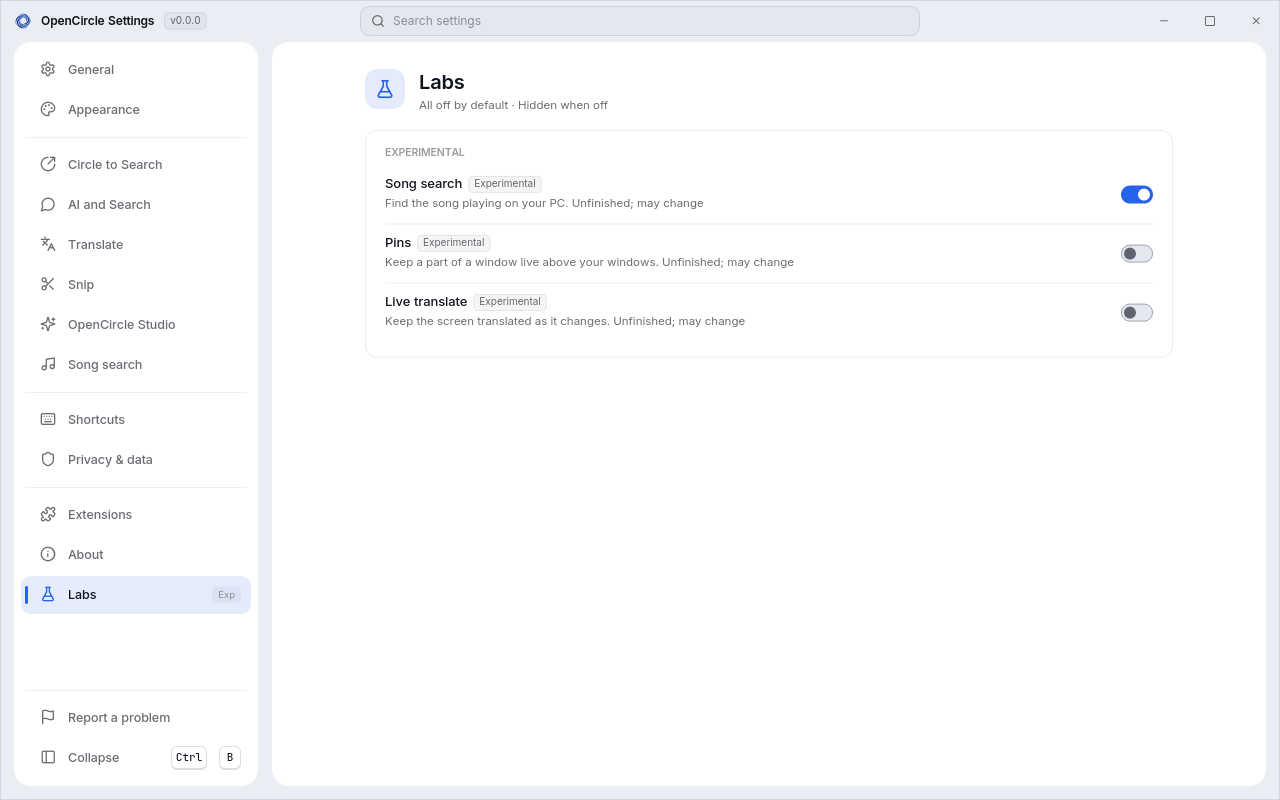 OpenCircle Settings v0.0.0
Search settings
General
Appearance
Circle to Search
AI and Search
Translate
Snip
OpenCircle Studio
Song search
Shortcuts
Privacy & data
Extensions
About
Labs Exp
Report a problem
Collapse Ctrl B
Labs
All off by default · Hidden when off
EXPERIMENTAL
Song search Experimental
Find the song playing on your PC. Unfinished; may change
Pins Experimental
Keep a part of a window live above your windows. Unfinished; may change
Live translate Experimental
Keep the screen translated as it changes. Unfinished; may change